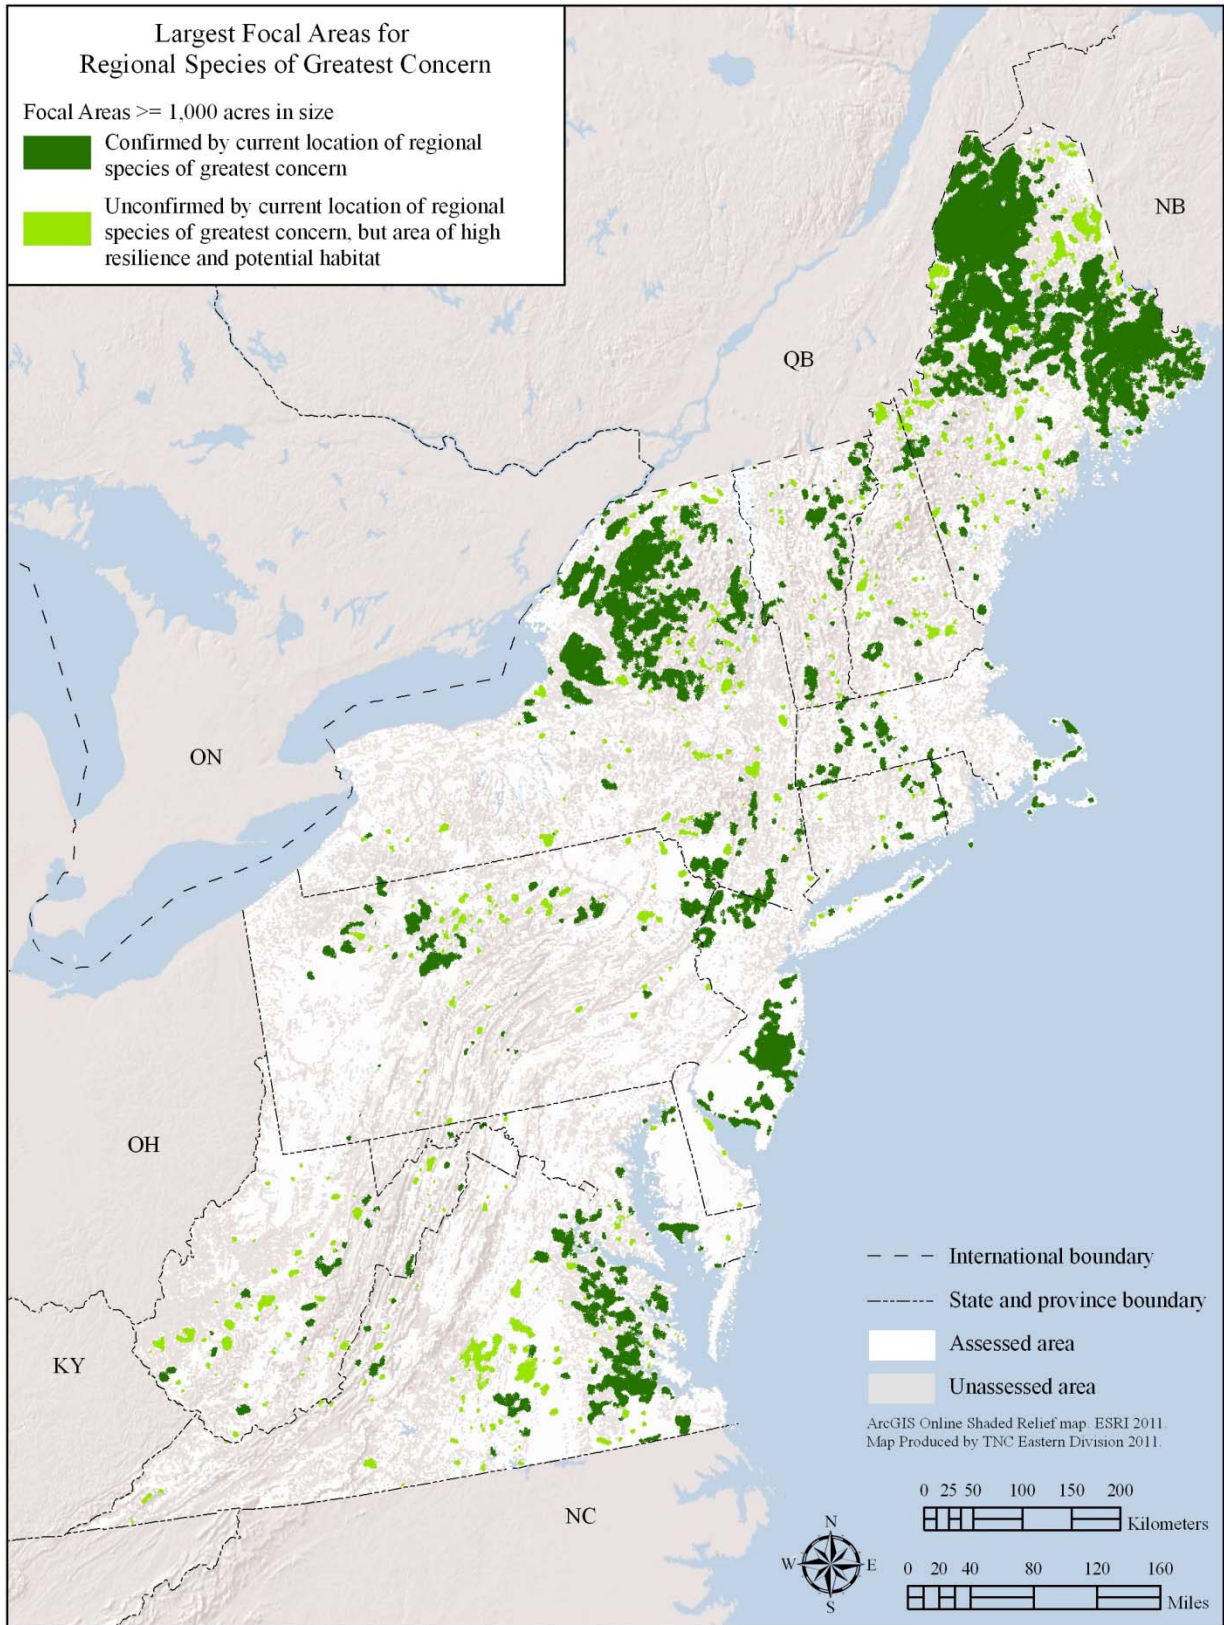 Largest Focal Areas for
Regional Species of Greatest Concern
Focal Areas >= 1,000 acres in size
Confirmed by current location of regional
species of greatest concern
Unconfirmed by current location of regional
species of greatest concern, but area of high
resilience and potential habitat
NB
QB
ON
OH
KY
NC
International boundary
State and province boundary
Assessed area
Unassessed area
ArcGIS Online Shaded Relief map. ESRI 2011.
Map Produced by TNC Eastern Division 2011.
0 25 50 100 150 200
Kilometers
N
W E
S
0 20 40 80 120 160
Miles